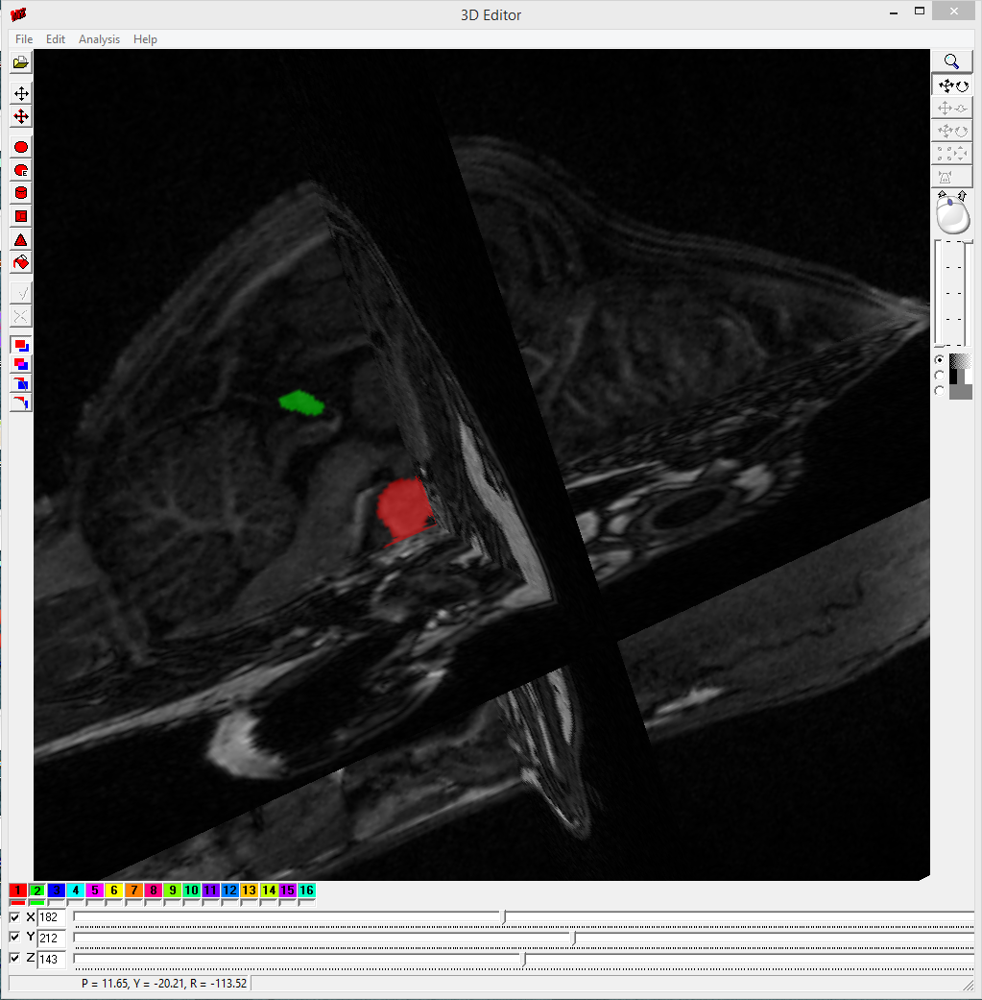 3D Editor
File Edit Analysis Help
1 2 3 4 5 6 7 8 9 10 11 12 13 14 15 16
X 182
Y 212
Z 143
P = 11.65, Y = -20.21, R = -113.52